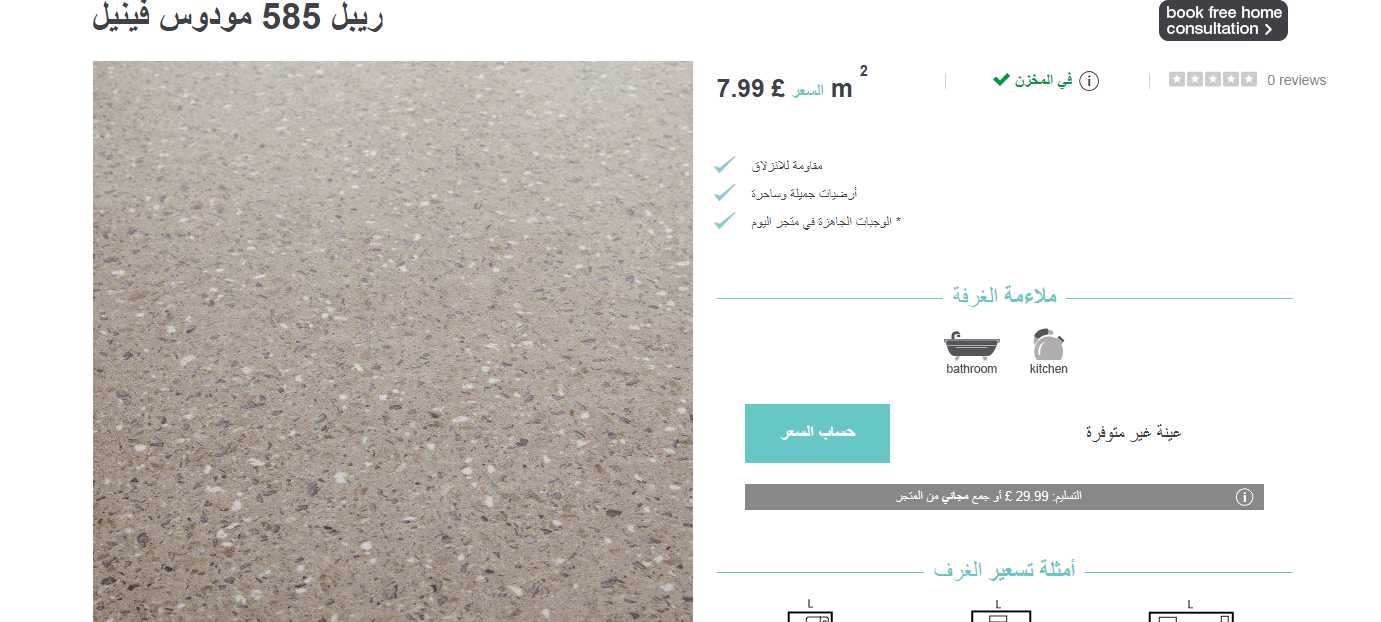 ريبل 585 مودوس فينيل
book free home
consultation
7.99 £ السعر m 2
في المخزن
0 reviews
مقاومة للانزلاق
أرضيات جميلة وساحرة
* الوجبات الجاهزة في متجر اليوم
ملاءمة الغرفة
bathroom
kitchen
حساب السعر
عينة غير متوفرة
التسليم: 29.99 £ أو جمع مجاني من المتجر
أمثلة تسعير الغرف
L
L
L